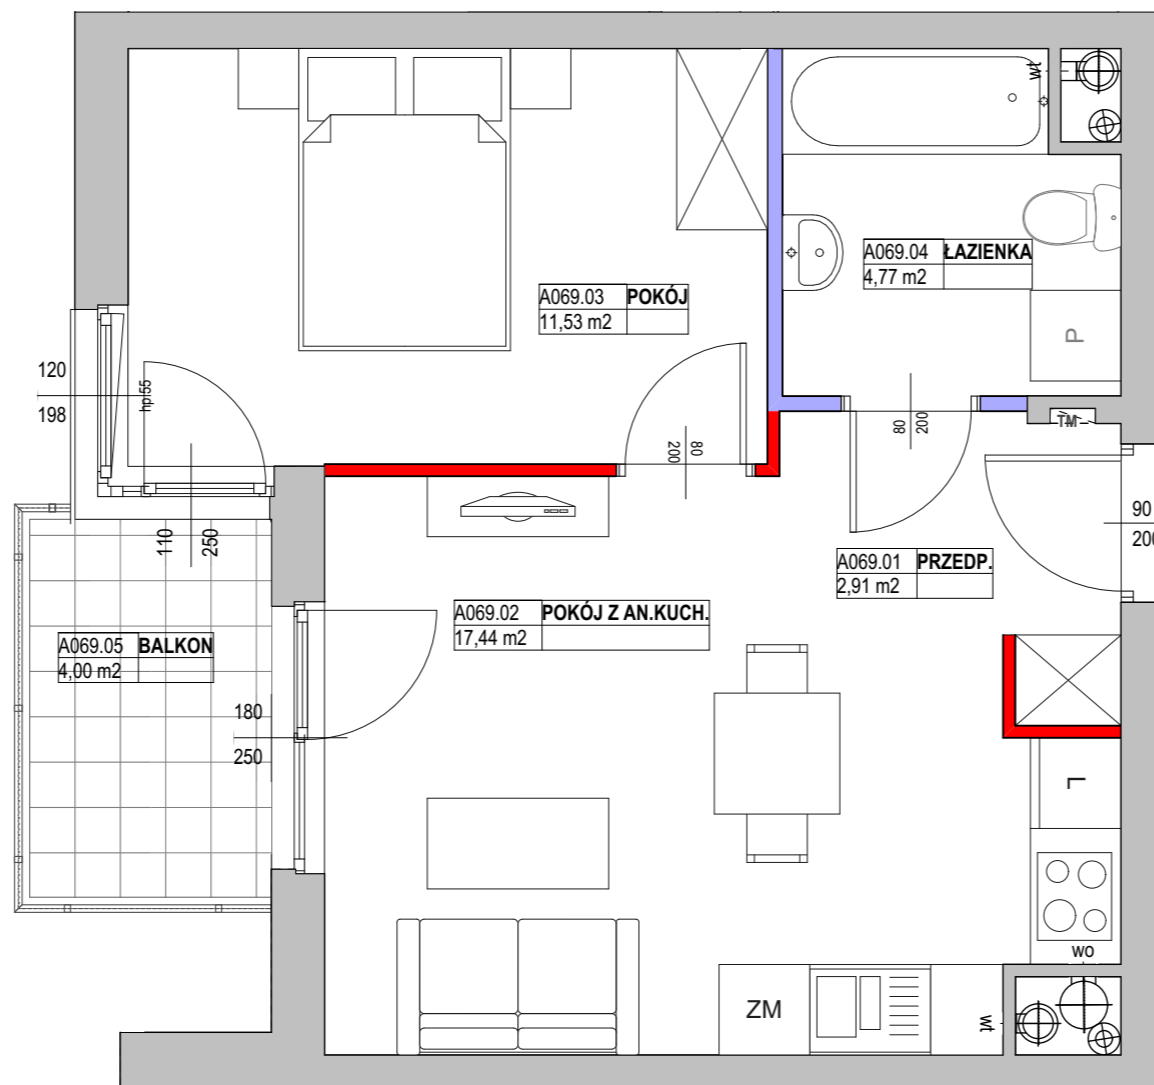 wt
A069.04 ŁAZIENKA
4,77 m2
A069.03 POKÓJ
11,53 m2
P
120
198
hp.55
80
200
80
200
TM
90
200
110
250
A069.01 PRZEDP.
2,91 m2
A069.02 POKÓJ Z AN.KUCH.
17,44 m2
A069.05 BALKON
4,00 m2
180
250
L
wo
ZM
wt